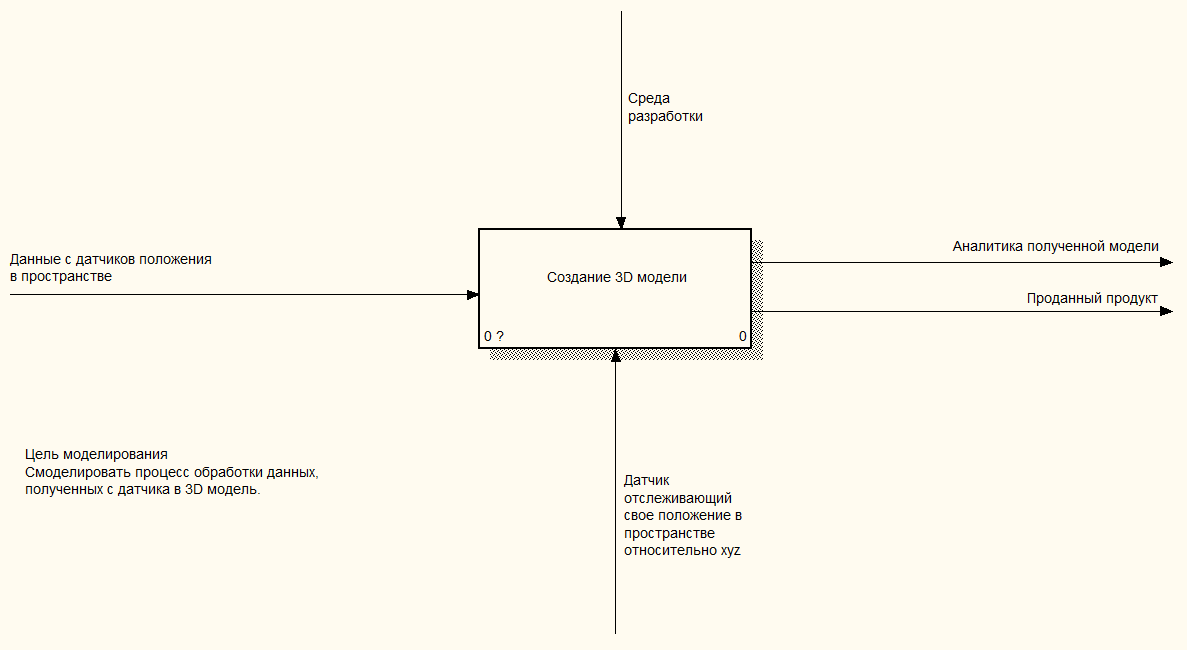 Среда
разработки
Данные с датчиков положения
в пространстве
Аналитика полученной модели
Создание 3D модели
Проданный продукт
0 ?
0
Цель моделирования
Смоделировать процесс обработки данных,
полученных с датчика в 3D модель.
Датчик
отслеживающий
свое положение в
пространстве
относительно xyz